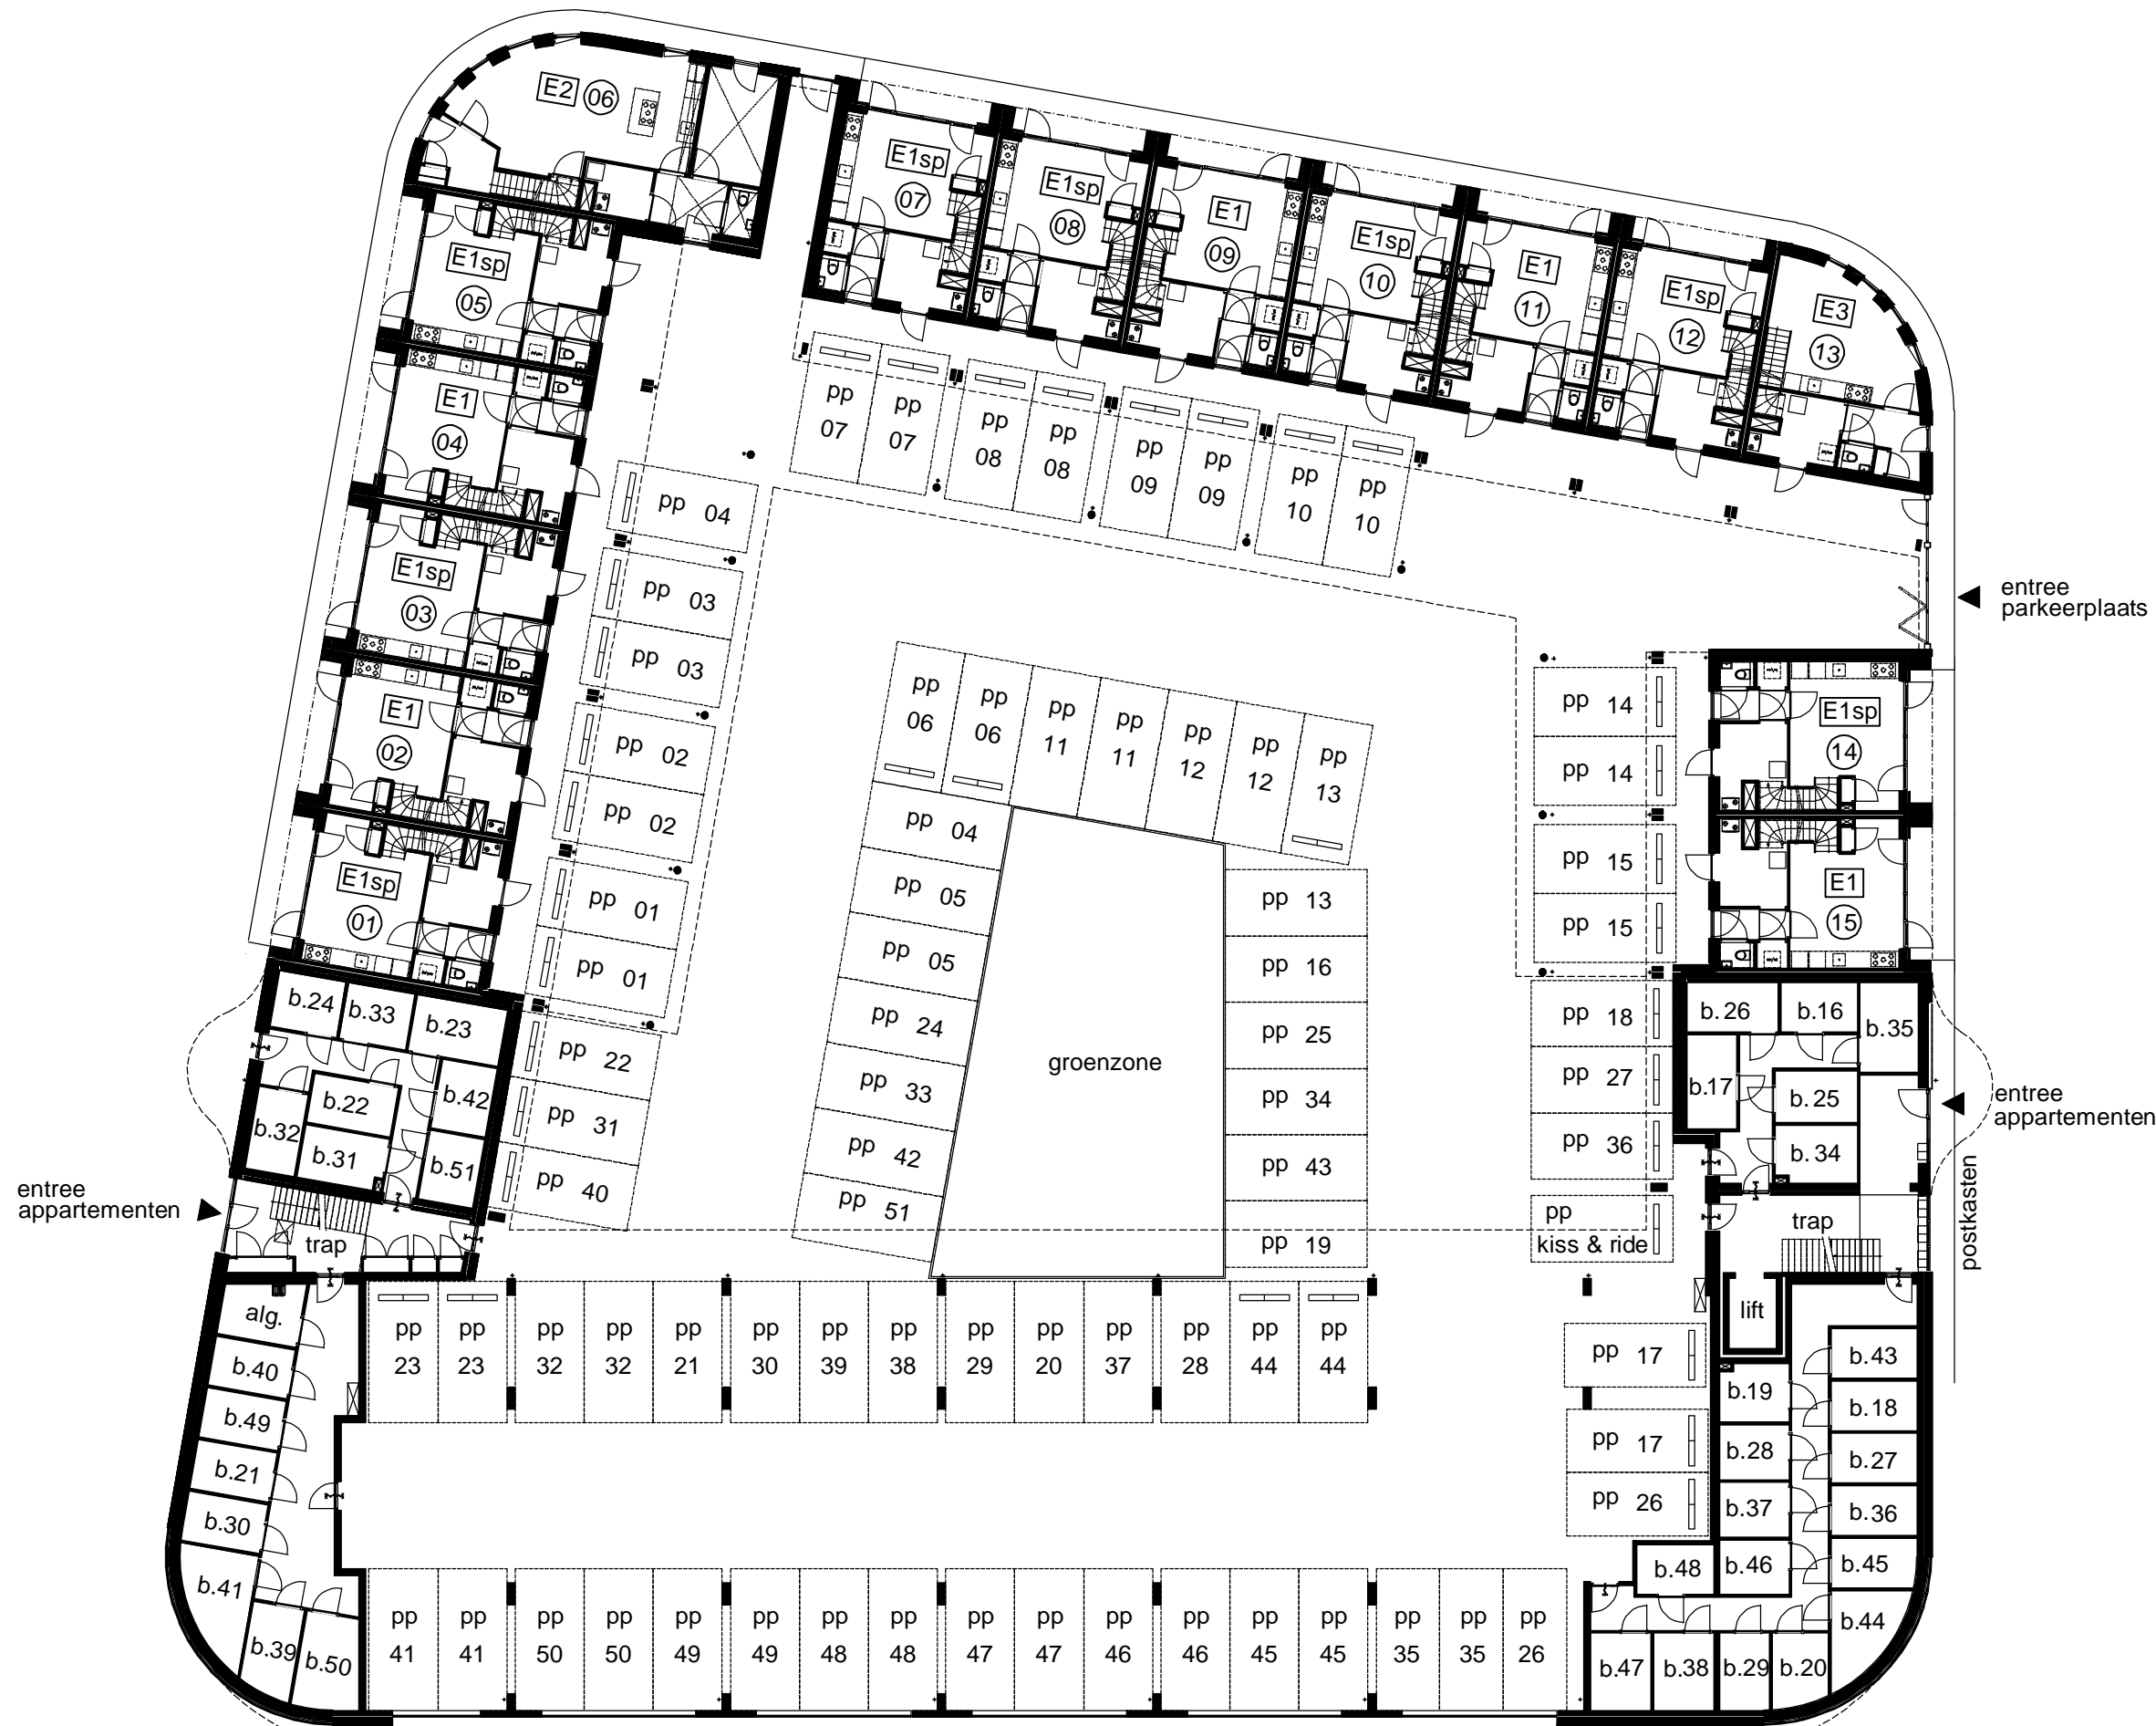 E2 06
E1sp
07
E1sp
08
E1
09
E1sp
10
E1
11
E1sp
12
E3
13
E1sp
05
E1
04
E1sp
03
E1
02
E1sp
01
pp
07
pp
07
pp
08
pp
08
pp
09
pp
09
pp
10
pp
10
pp 04
pp 03
pp 03
pp 02
pp 02
pp 01
pp 01
pp 22
pp 31
pp 40
entree
parkeerplaats
pp
06
pp
06
pp
11
pp
11
pp
12
pp
12
pp
13
pp 04
pp 05
pp 05
pp 24
pp 33
pp 42
pp 51
groenzone
pp 13
pp 16
pp 25
pp 34
pp 43
pp 19
pp 14
pp 14
pp 15
pp 15
pp 18
pp 27
pp 36
pp
kiss & ride
E1sp
14
E1
15
b.26
b.16
b.35
b.17
b.25
b.34
entree
appartementen
postkasten
trap
lift
b.24
b.33
b.23
b.22
b.42
b.32
b.31
b.51
entree
appartementen
trap
alg.
b.40
b.49
b.21
b.30
b.41
b.39
b.50
pp
23
pp
23
pp
32
pp
32
pp
21
pp
30
pp
39
pp
38
pp
29
pp
20
pp
37
pp
28
pp
44
pp
44
pp 17
pp 17
pp 26
b.19
b.28
b.37
b.46
b.48
b.43
b.18
b.27
b.36
b.45
b.44
b.47
b.38
b.29
b.20
pp
41
pp
41
pp
50
pp
50
pp
49
pp
49
pp
48
pp
48
pp
47
pp
47
pp
46
pp
46
pp
45
pp
45
pp
35
pp
35
pp
26